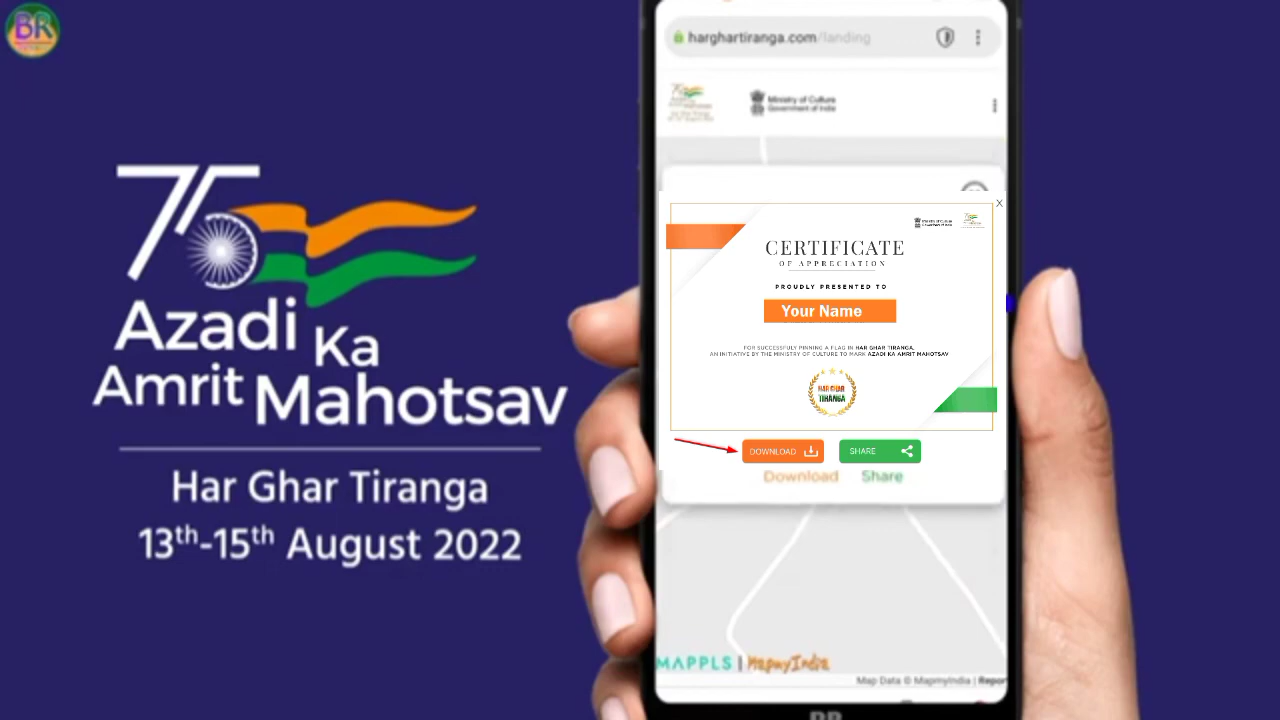 BR
75
Azadi Ka
Amrit Mahotsav
Har Ghar Tiranga
13th-15th August 2022
harghartiranga.com/landing
Ministry of Culture
Government of India
X
CERTIFICATE
OF APPRECIATION
PROUDLY PRESENTED TO
Your Name
FOR SUCCESSFULY PINNING A FLAG IN HAR GHAR TIRANGA,
AN INITIATIVE BY THE MINISTRY OF CULTURE TO MARK AZADI KA AMRIT MAHOTSAV
HAR GHAR
TIRANGA
DOWNLOAD
SHARE
Download Share
MAPPLS | MapmyIndia
Map Data © MapmyIndia | Repor
BR